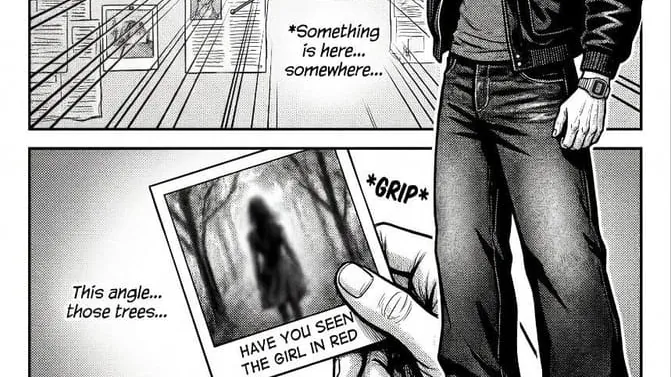 *Something
is here...
somewhere...
*GRIP*
This angle...
those trees...
HAVE YOU SEEN
THE GIRL IN RED